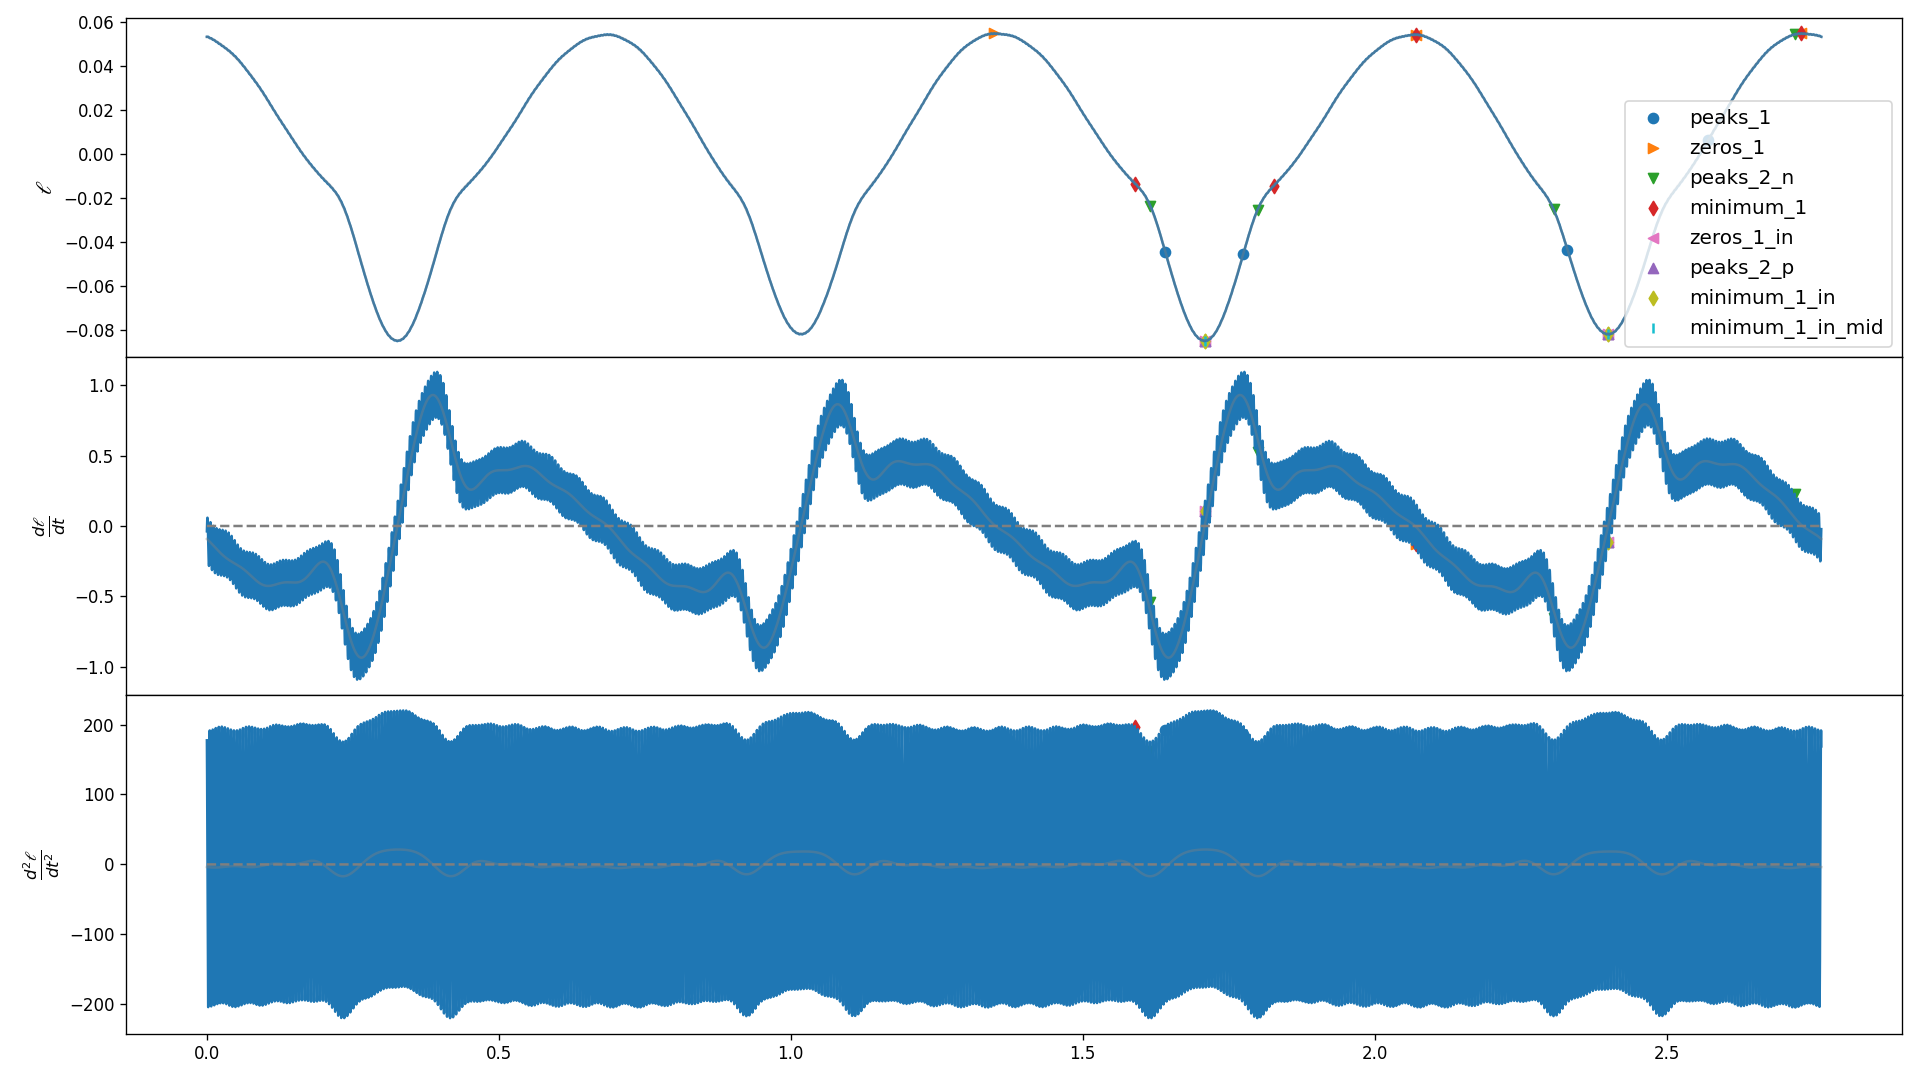 0.06
0.04
0.02
0.00
−0.02
−0.04
−0.06
−0.08
ℓ
peaks_1
zeros_1
peaks_2_n
minimum_1
zeros_1_in
peaks_2_p
minimum_1_in
minimum_1_in_mid
1.0
0.5
0.0
−0.5
−1.0
dℓ
dt
200
100
0
−100
−200
d²ℓ
dt²
0.0 0.5 1.0 1.5 2.0 2.5